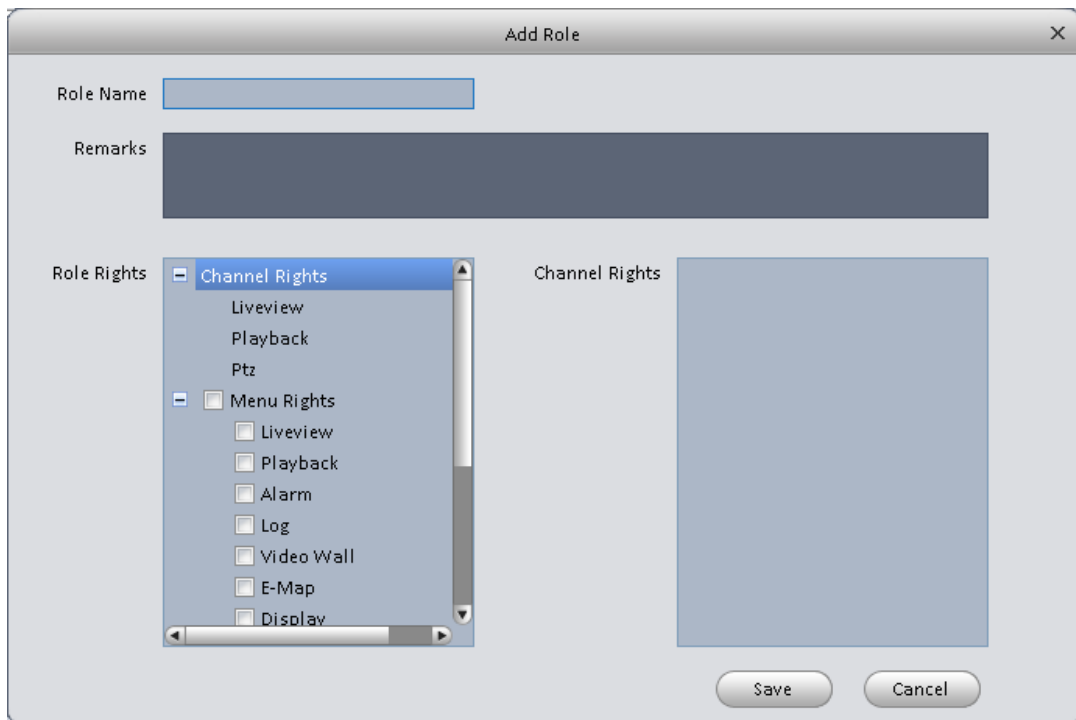 Add Role
Role Name
Remarks
Role Rights
Channel Rights
Liveview
Playback
Ptz
Menu Rights
Liveview
Playback
Alarm
Log
Video Wall
E-Map
Display
Channel Rights
Save
Cancel